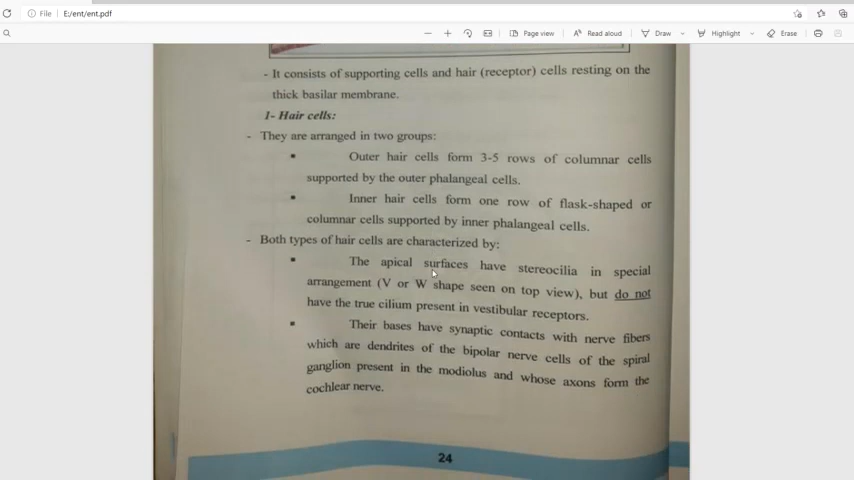 File
E:/ent/ent.pdf
Page view
Read aloud
Draw
Highlight
Erase
- It consists of supporting cells and hair (receptor) cells resting on the
thick basilar membrane.
1- Hair cells:
- They are arranged in two groups:
▪ Outer hair cells form 3-5 rows of columnar cells
supported by the outer phalangeal cells.
▪ Inner hair cells form one row of flask-shaped or
columnar cells supported by inner phalangeal cells.
- Both types of hair cells are characterized by:
▪ The apical surfaces have stereocilia in special
arrangement (V or W shape seen on top view), but do not
have the true cilium present in vestibular receptors.
▪ Their bases have synaptic contacts with nerve fibers
which are dendrites of the bipolar nerve cells of the spiral
ganglion present in the modiolus and whose axons form the
cochlear nerve.
24